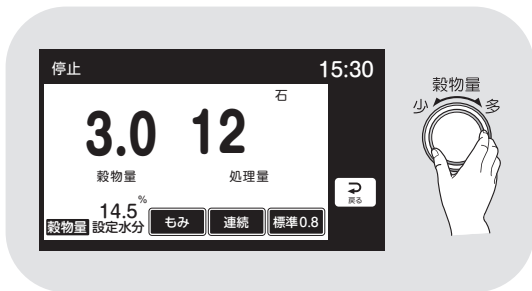 停止 15:30
石
3.0 12
穀物量 処理量
戻る
14.5%
穀物量 設定水分 もみ 連続 標準0.8
穀物量
少 多